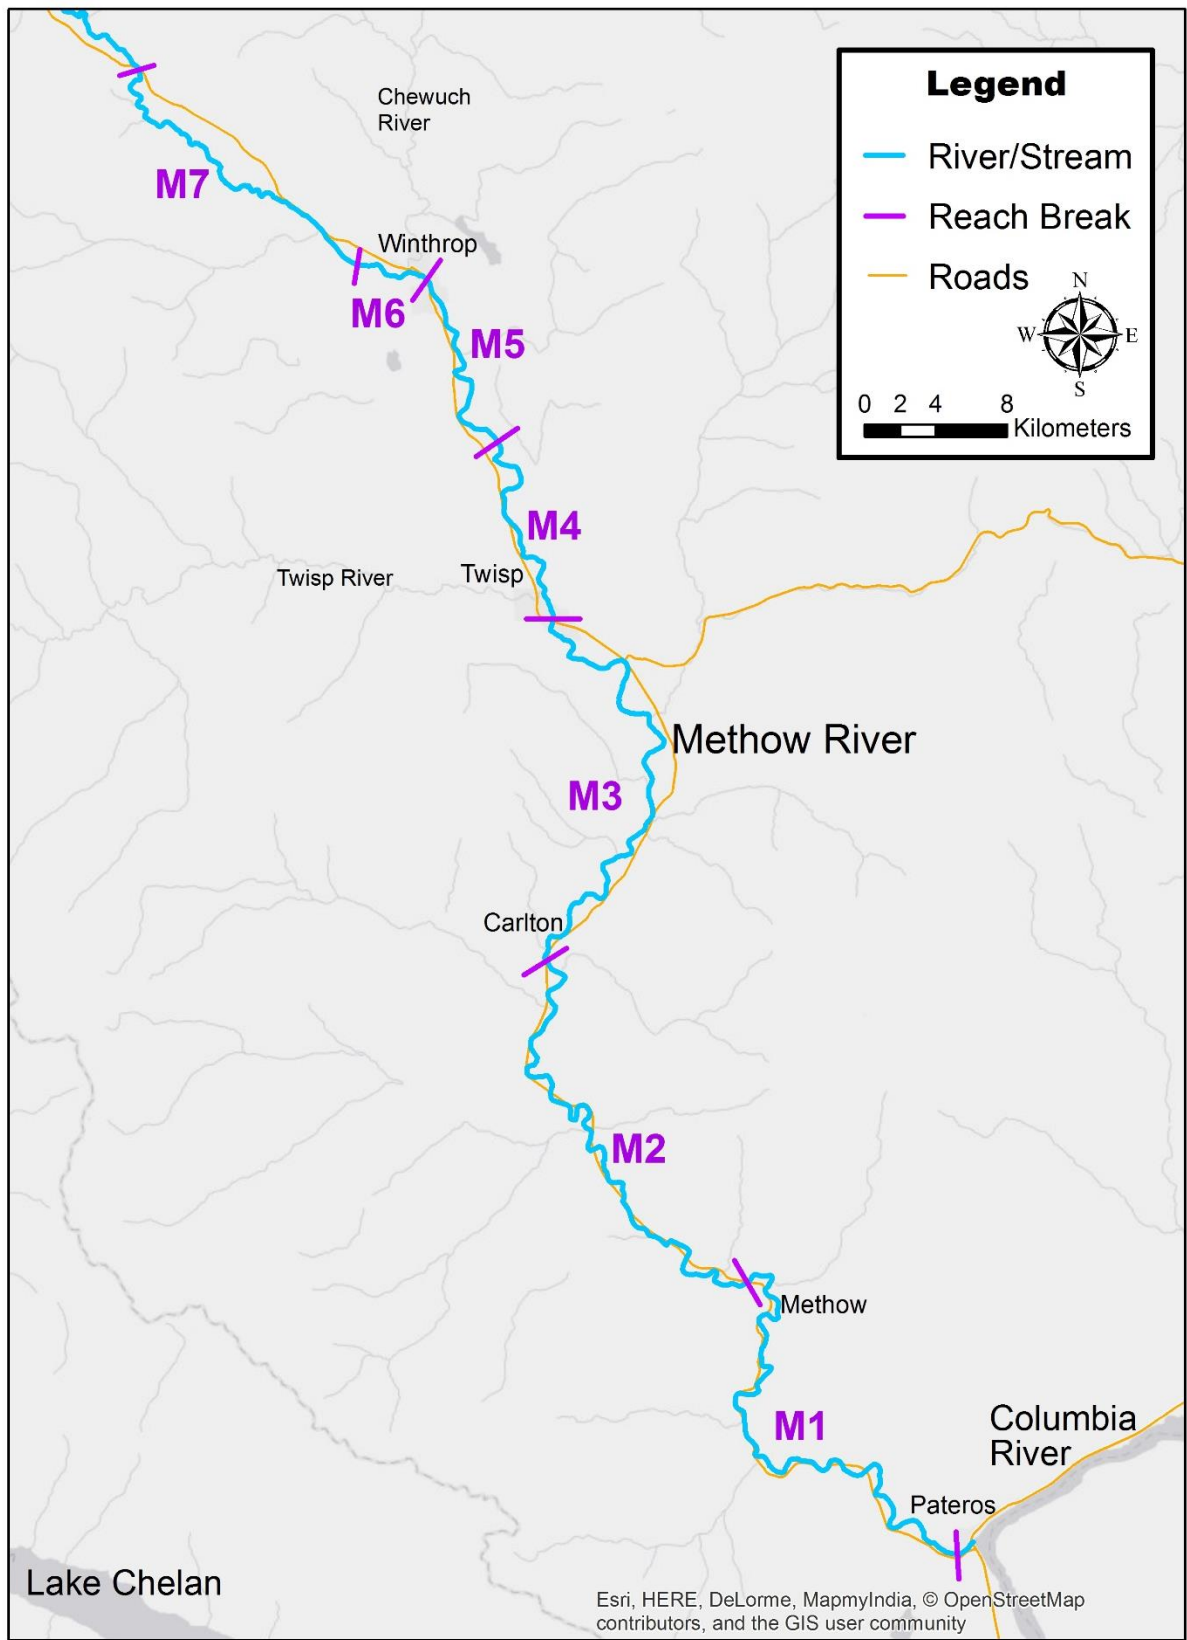 Legend
River/Stream
Reach Break
Roads
N
W
E
S
0 2 4 8
Kilometers
Chewuch
River
M7
Winthrop
M6
M5
M4
Twisp River
Twisp
Methow River
M3
Carlton
M2
Methow
M1
Columbia
River
Pateros
Lake Chelan
Esri, HERE, DeLorme, MapmyIndia, © OpenStreetMap
contributors, and the GIS user community